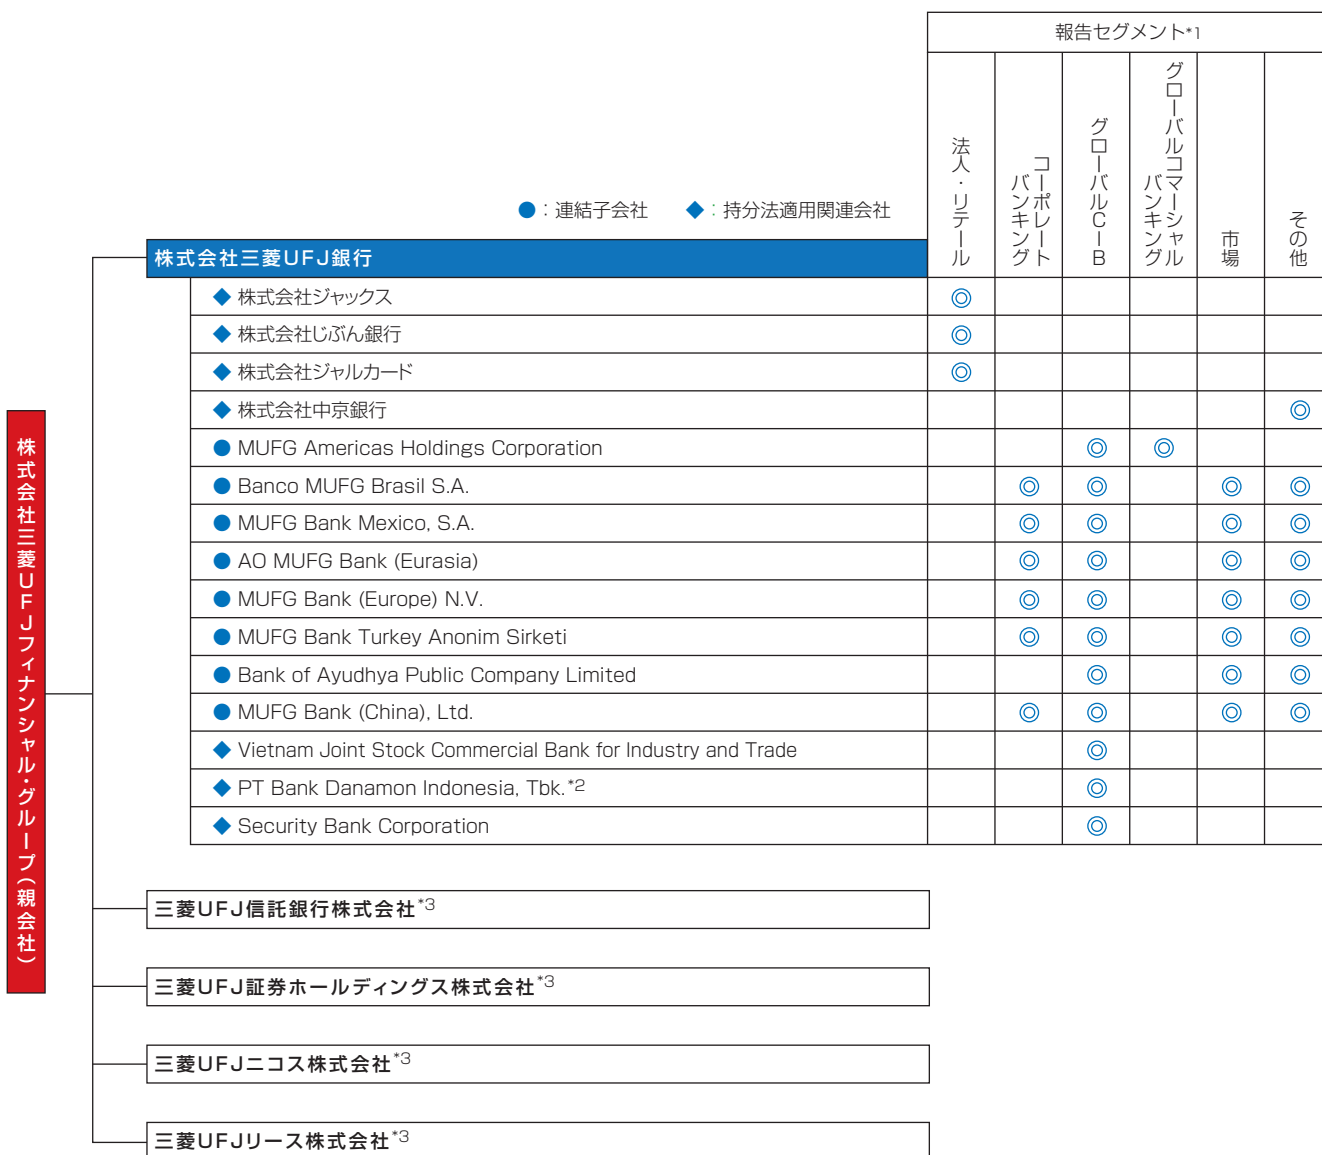 報告セグメント*1
法人・リテール
コーポレート
バンキング
グローバルCIB
グローバルコマーシャル
バンキング
市場
その他
●：連結子会社 ◆：持分法適用関連会社
株式会社三菱UFJフィナンシャル・グループ（親会社）
株式会社三菱UFJ銀行
◆ 株式会社ジャックス ◎
◆ 株式会社じぶん銀行 ◎
◆ 株式会社ジャルカード ◎
◆ 株式会社中京銀行 ◎
● MUFG Americas Holdings Corporation ◎ ◎
● Banco MUFG Brasil S.A. ◎ ◎ ◎ ◎
● MUFG Bank Mexico, S.A. ◎ ◎ ◎ ◎
● AO MUFG Bank (Eurasia) ◎ ◎ ◎ ◎
● MUFG Bank (Europe) N.V. ◎ ◎ ◎ ◎
● MUFG Bank Turkey Anonim Sirketi ◎ ◎ ◎ ◎
● Bank of Ayudhya Public Company Limited ◎ ◎ ◎
● MUFG Bank (China), Ltd. ◎ ◎ ◎ ◎
◆ Vietnam Joint Stock Commercial Bank for Industry and Trade ◎
◆ PT Bank Danamon Indonesia, Tbk.*2 ◎
◆ Security Bank Corporation ◎
三菱UFJ信託銀行株式会社*3
三菱UFJ証券ホールディングス株式会社*3
三菱UFJニコス株式会社*3
三菱UFJリース株式会社*3